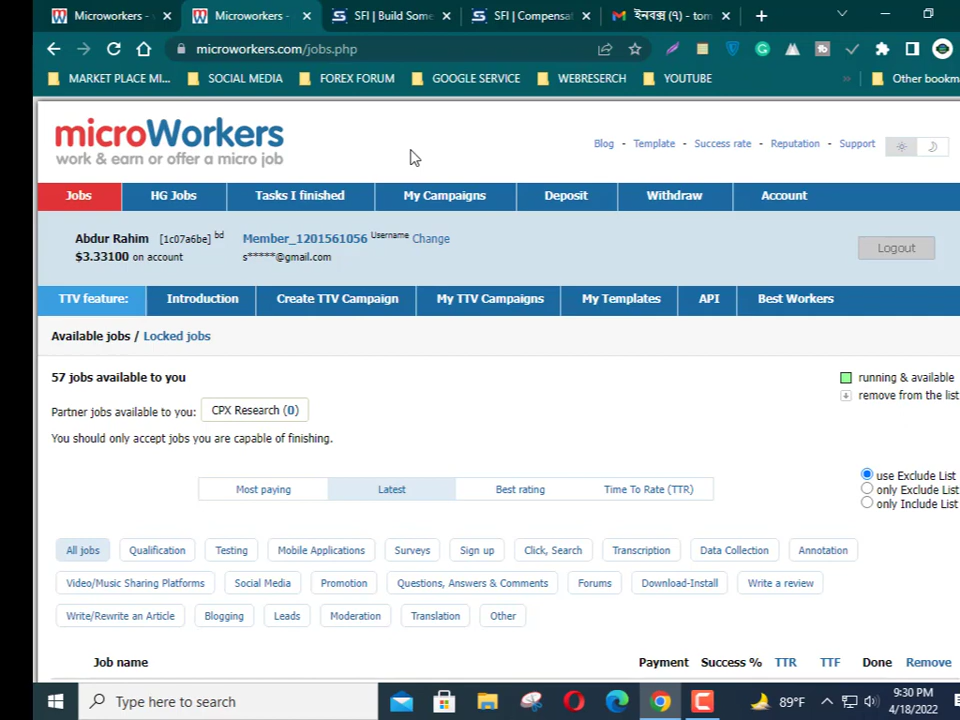 Microworkers -
Microworkers -
SFI | Build Some
SFI | Compensa
ইনবক্স (৭) - tom
microworkers.com/jobs.php
MARKET PLACE MI...
SOCIAL MEDIA
FOREX FORUM
GOOGLE SERVICE
WEBRESERCH
YOUTUBE
Other bookm
microWorkers
work & earn or offer a micro job
Blog - Template - Success rate - Reputation - Support
Jobs
HG Jobs
Tasks I finished
My Campaigns
Deposit
Withdraw
Account
Abdur Rahim [1c07a6be] bd
$3.33100 on account
Member_1201561056 Username Change
s*****@gmail.com
Logout
TTV feature:
Introduction
Create TTV Campaign
My TTV Campaigns
My Templates
API
Best Workers
Available jobs / Locked jobs
57 jobs available to you
running & available
remove from the list
Partner jobs available to you: CPX Research (0)
You should only accept jobs you are capable of finishing.
use Exclude List
only Exclude List
only Include List
Most paying
Latest
Best rating
Time To Rate (TTR)
All jobs
Qualification
Testing
Mobile Applications
Surveys
Sign up
Click, Search
Transcription
Data Collection
Annotation
Video/Music Sharing Platforms
Social Media
Promotion
Questions, Answers & Comments
Forums
Download-Install
Write a review
Write/Rewrite an Article
Blogging
Leads
Moderation
Translation
Other
Job name
Payment
Success %
TTR
TTF
Done
Remove
Type here to search
89°F
9:30 PM
4/18/2022